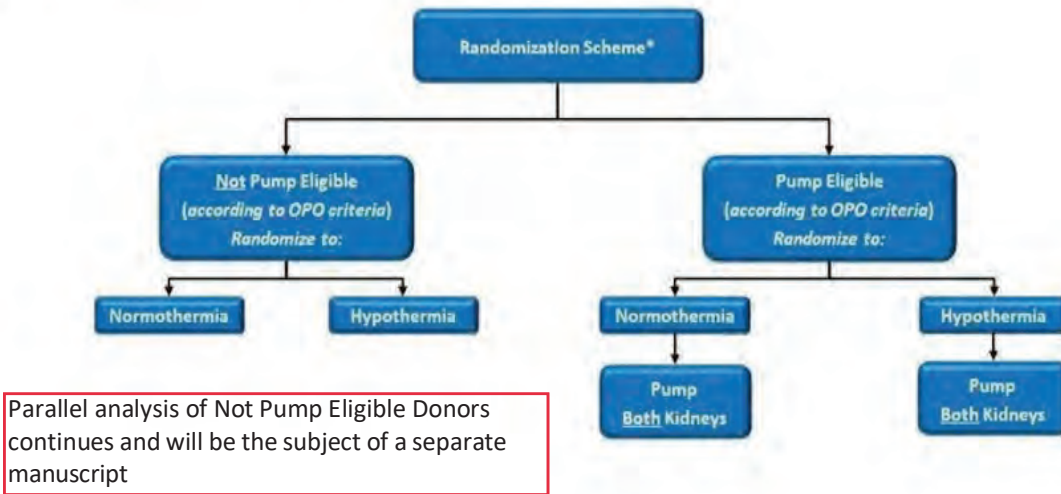 Randomization Scheme*
Not Pump Eligible
(according to OPO criteria)
Randomize to:
Pump Eligible
(according to OPO criteria)
Randomize to:
Normothermia
Hypothermia
Normothermia
Hypothermia
Pump
Both Kidneys
Pump
Both Kidneys
Parallel analysis of Not Pump Eligible Donors
continues and will be the subject of a separate
manuscript